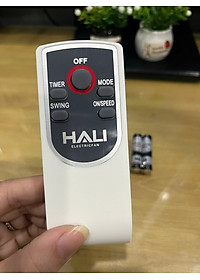 OFF
TIMER MODE
SWING ON/SPEED
HALI
ELECTRICFAN